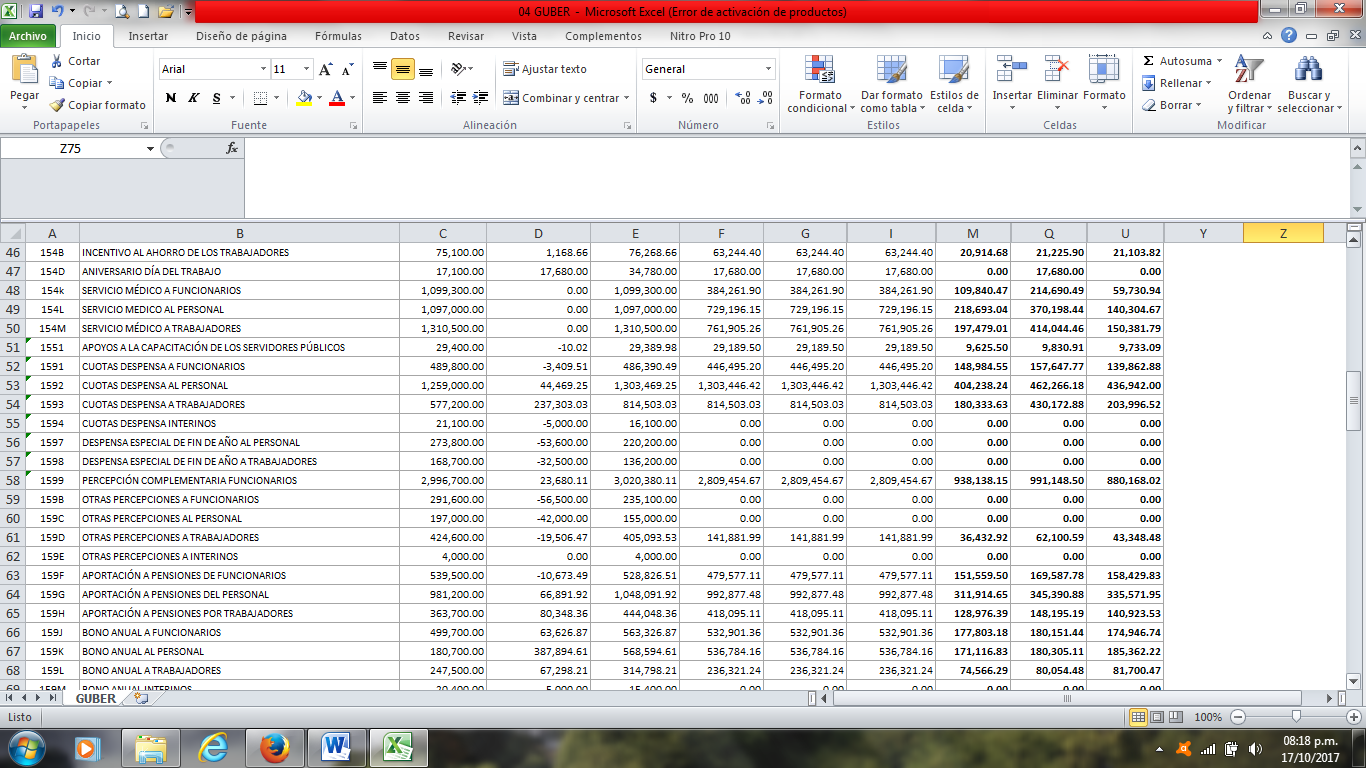 04 GUBER - Microsoft Excel (Error de activación de productos)
Archivo Inicio Insertar Diseño de página Fórmulas Datos Revisar Vista Complementos Nitro Pro 10
Pegar Cortar Copiar Copiar formato Portapapeles
Arial 11 N K S Fuente
Ajustar texto Combinar y centrar Alineación
General $ % 000 Número
Formato condicional Dar formato como tabla Estilos de celda Estilos
Insertar Eliminar Formato Celdas
Σ Autosuma Rellenar Borrar Ordenar y filtrar Buscar y seleccionar Modificar
Z75 fx
A B C D E F G I M Q U Y Z
46 154B INCENTIVO AL AHORRO DE LOS TRABAJADORES 75,100.00 1,168.66 76,268.66 63,244.40 63,244.40 63,244.40 20,914.68 21,225.90 21,103.82
47 154D ANIVERSARIO DÍA DEL TRABAJO 17,100.00 17,680.00 34,780.00 17,680.00 17,680.00 17,680.00 0.00 17,680.00 0.00
48 154k SERVICIO MÉDICO A FUNCIONARIOS 1,099,300.00 0.00 1,099,300.00 384,261.90 384,261.90 384,261.90 109,840.47 214,690.49 59,730.94
49 154L SERVICIO MEDICO AL PERSONAL 1,097,000.00 0.00 1,097,000.00 729,196.15 729,196.15 729,196.15 218,693.04 370,198.44 140,304.67
50 154M SERVICIO MÉDICO A TRABAJADORES 1,310,500.00 0.00 1,310,500.00 761,905.26 761,905.26 761,905.26 197,479.01 414,044.46 150,381.79
51 1551 APOYOS A LA CAPACITACIÓN DE LOS SERVIDORES PÚBLICOS 29,400.00 -10.02 29,389.98 29,189.50 29,189.50 29,189.50 9,625.50 9,830.91 9,733.09
52 1591 CUOTAS DESPENSA A FUNCIONARIOS 489,800.00 -3,409.51 486,390.49 446,495.20 446,495.20 446,495.20 148,984.55 157,647.77 139,862.88
53 1592 CUOTAS DESPENSA AL PERSONAL 1,259,000.00 44,469.25 1,303,469.25 1,303,446.42 1,303,446.42 1,303,446.42 404,238.24 462,266.18 436,942.00
54 1593 CUOTAS DESPENSA A TRABAJADORES 577,200.00 237,303.03 814,503.03 814,503.03 814,503.03 814,503.03 180,333.63 430,172.88 203,996.52
55 1594 CUOTAS DESPENSA INTERINOS 21,100.00 -5,000.00 16,100.00 0.00 0.00 0.00 0.00 0.00 0.00
56 1597 DESPENSA ESPECIAL DE FIN DE AÑO AL PERSONAL 273,800.00 -53,600.00 220,200.00 0.00 0.00 0.00 0.00 0.00 0.00
57 1598 DESPENSA ESPECIAL DE FIN DE AÑO A TRABAJADORES 168,700.00 -32,500.00 136,200.00 0.00 0.00 0.00 0.00 0.00 0.00
58 1599 PERCEPCIÓN COMPLEMENTARIA FUNCIONARIOS 2,996,700.00 23,680.11 3,020,380.11 2,809,454.67 2,809,454.67 2,809,454.67 938,138.15 991,148.50 880,168.02
59 159B OTRAS PERCEPCIONES A FUNCIONARIOS 291,600.00 -56,500.00 235,100.00 0.00 0.00 0.00 0.00 0.00 0.00
60 159C OTRAS PERCEPCIONES AL PERSONAL 197,000.00 -42,000.00 155,000.00 0.00 0.00 0.00 0.00 0.00 0.00
61 159D OTRAS PERCEPCIONES A TRABAJADORES 424,600.00 -19,506.47 405,093.53 141,881.99 141,881.99 141,881.99 36,432.92 62,100.59 43,348.48
62 159E OTRAS PERCEPCIONES A INTERINOS 4,000.00 0.00 4,000.00 0.00 0.00 0.00 0.00 0.00 0.00
63 159F APORTACIÓN A PENSIONES DE FUNCIONARIOS 539,500.00 -10,673.49 528,826.51 479,577.11 479,577.11 479,577.11 151,559.50 169,587.78 158,429.83
64 159G APORTACIÓN A PENSIONES DEL PERSONAL 981,200.00 66,891.92 1,048,091.92 992,877.48 992,877.48 992,877.48 311,914.65 345,390.88 335,571.95
65 159H APORTACIÓN A PENSIONES POR TRABAJADORES 363,700.00 80,348.36 444,048.36 418,095.11 418,095.11 418,095.11 128,976.39 148,195.19 140,923.53
66 159J BONO ANUAL A FUNCIONARIOS 499,700.00 63,626.87 563,326.87 532,901.36 532,901.36 532,901.36 177,803.18 180,151.44 174,946.74
67 159K BONO ANUAL AL PERSONAL 180,700.00 387,894.61 568,594.61 536,784.16 536,784.16 536,784.16 171,116.83 180,305.11 185,362.22
68 159L BONO ANUAL A TRABAJADORES 247,500.00 67,298.21 314,798.21 236,321.24 236,321.24 236,321.24 74,566.29 80,054.48 81,700.47
69 159M BONO ANUAL INTERINOS 20,400.00 -5,000.00 15,400.00 0.00 0.00 0.00 0.00 0.00 0.00
GUBER
Listo 100%
08:18 p.m.
17/10/2017